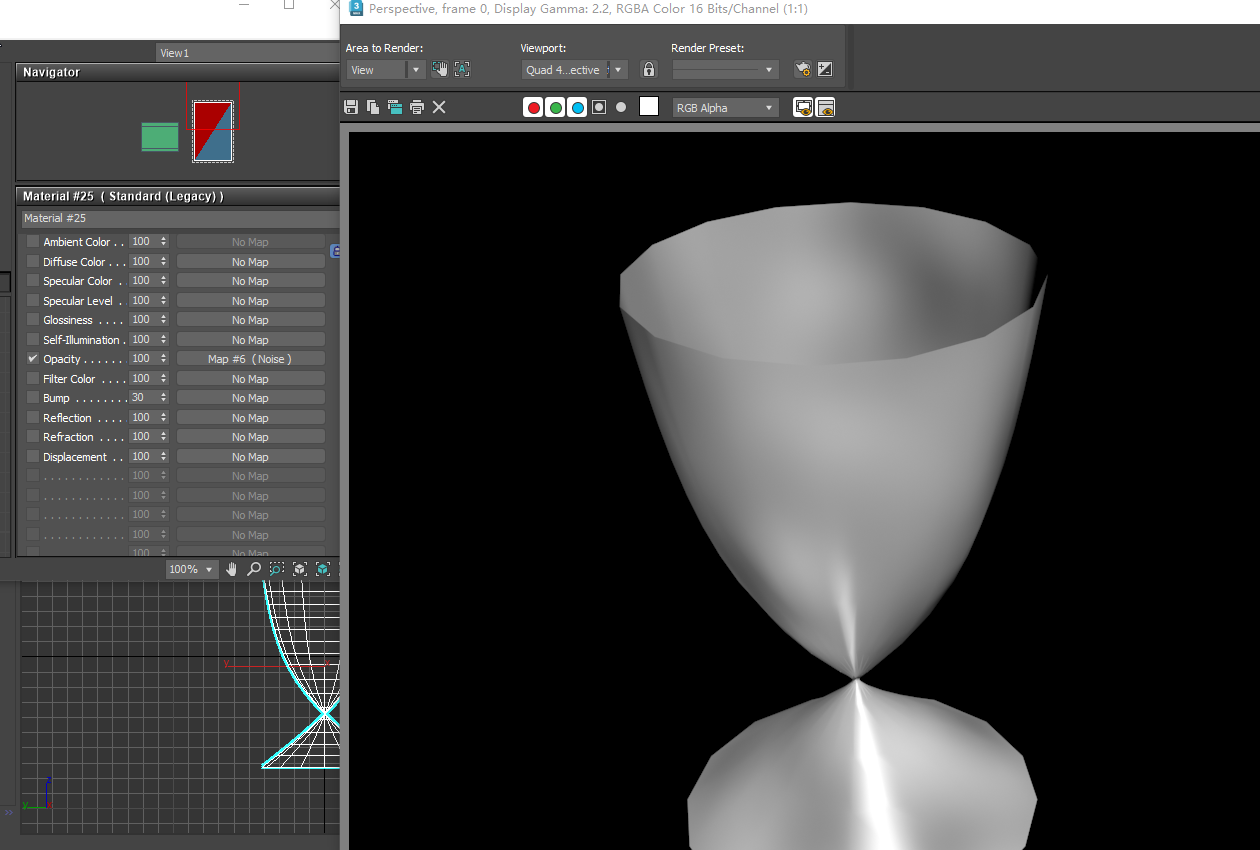 Perspective, frame 0, Display Gamma: 2.2, RGBA Color 16 Bits/Channel (1:1)
Area to Render:
Viewport:
Render Preset:
View
Quad 4...ective
RGB Alpha
View1
Navigator
Material #25 ( Standard (Legacy) )
Material #25
Ambient Color . . 100 No Map
Diffuse Color . . . 100 No Map
Specular Color . 100 No Map
Specular Level . 100 No Map
Glossiness . . . . 100 No Map
Self-Illumination . 100 No Map
Opacity . . . . . . 100 Map #6 ( Noise )
Filter Color . . . . 100 No Map
Bump . . . . . . . . 30 No Map
Reflection . . . . 100 No Map
Refraction . . . . 100 No Map
Displacement . . 100 No Map
. . . . . . . . . . . . 100 No Map
. . . . . . . . . . . . 100 No Map
. . . . . . . . . . . . 100 No Map
. . . . . . . . . . . . 100 No Map
. . . . . . . . . . . . 100 No Map
100%
y
z
y